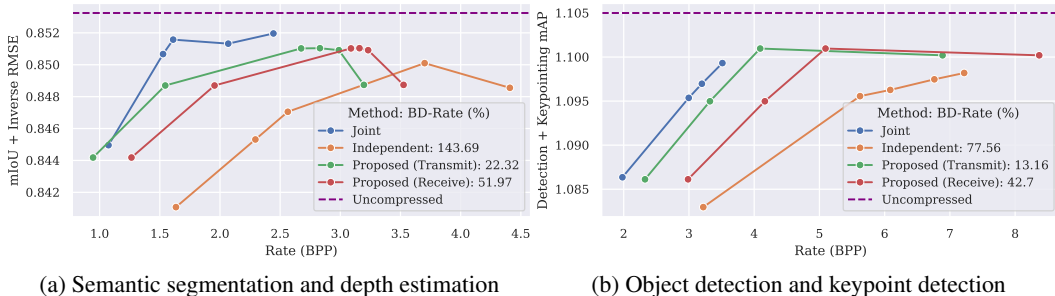 mIoU + Inverse RMSE
0.852
0.850
0.848
0.846
0.844
0.842
Method: BD-Rate (%)
Joint
Independent: 143.69
Proposed (Transmit): 22.32
Proposed (Receive): 51.97
Uncompressed
1.0 1.5 2.0 2.5 3.0 3.5 4.0 4.5
Rate (BPP)
(a) Semantic segmentation and depth estimation
Detection + Keypointing mAP
1.105
1.100
1.095
1.090
1.085
Method: BD-Rate (%)
Joint
Independent: 77.56
Proposed (Transmit): 13.16
Proposed (Receive): 42.7
Uncompressed
2 3 4 5 6 7 8
Rate (BPP)
(b) Object detection and keypoint detection